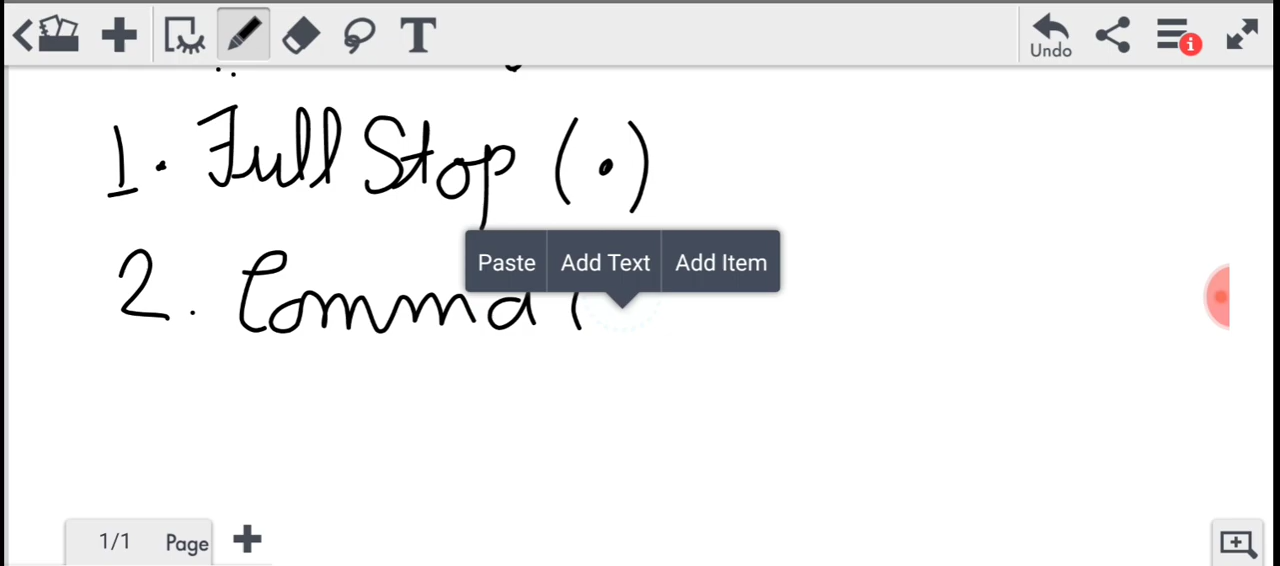 Undo
1. Full Stop (.)
Paste Add Text Add Item
2. Comma (
1/1 Page